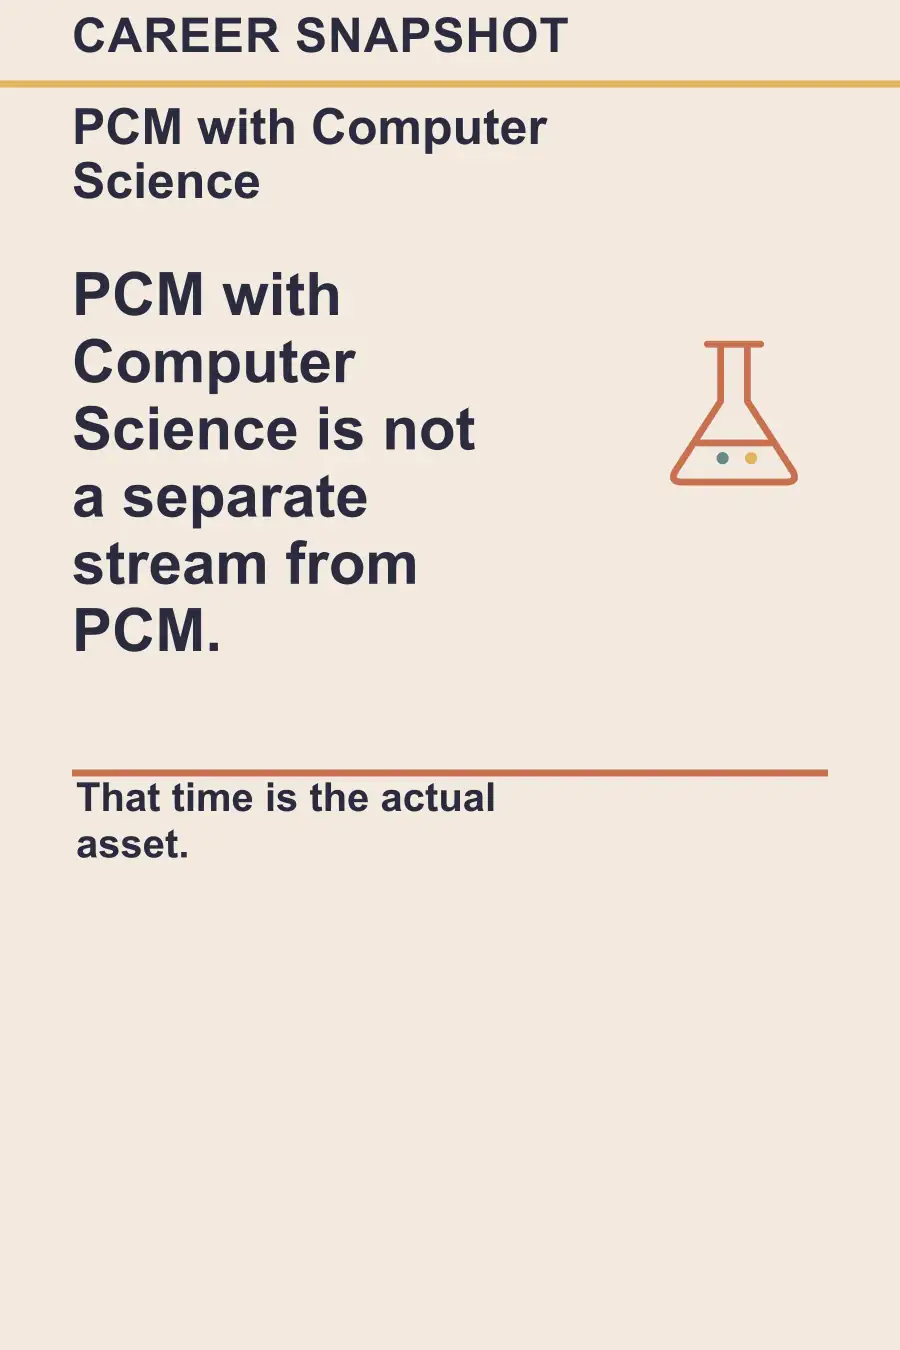 CAREER SNAPSHOT
PCM with Computer
Science
PCM with
Computer
Science is not
a separate
stream from
PCM.
That time is the actual
asset.